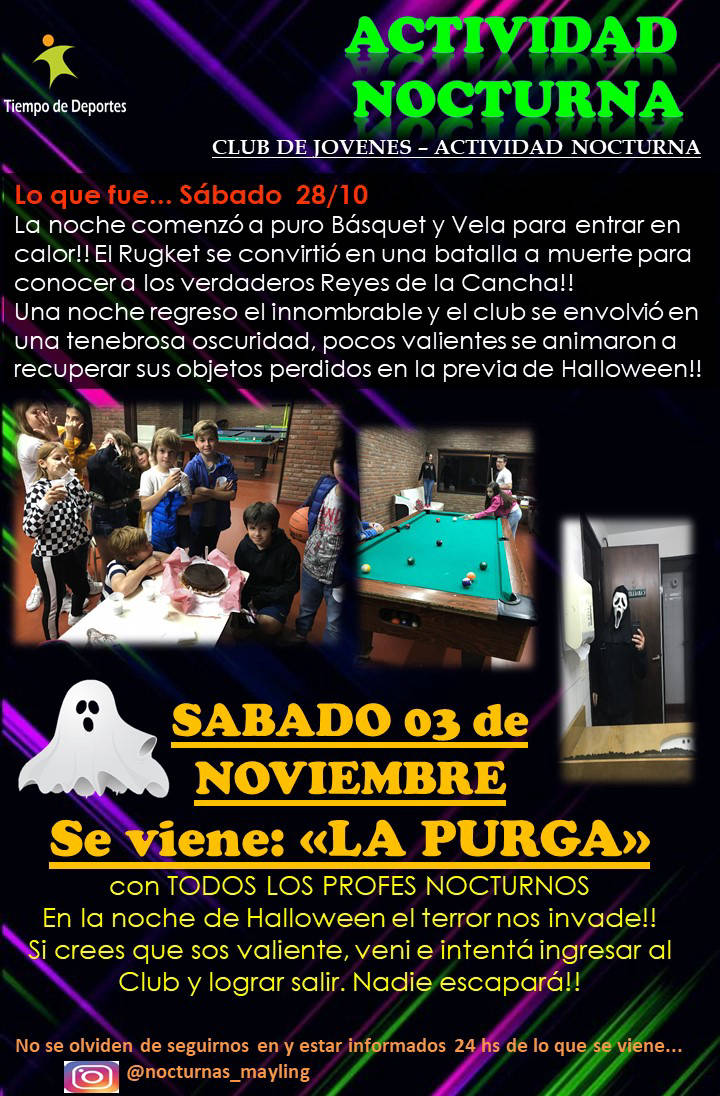 Tiempo de Deportes
ACTIVIDAD
NOCTURNA
CLUB DE JOVENES – ACTIVIDAD NOCTURNA
Lo que fue... Sábado 28/10
La noche comenzó a puro Básquet y Vela para entrar en
calor!! El Rugket se convirtió en una batalla a muerte para
conocer a los verdaderos Reyes de la Cancha!!
Una noche regreso el innombrable y el club se envolvió en
una tenebrosa oscuridad, pocos valientes se animaron a
recuperar sus objetos perdidos en la previa de Halloween!!
SABADO 03 de
NOVIEMBRE
Se viene: «LA PURGA»
con TODOS LOS PROFES NOCTURNOS
En la noche de Halloween el terror nos invade!!
Si crees que sos valiente, veni e intentá ingresar al
Club y lograr salir. Nadie escapará!!
No se olviden de seguirnos en y estar informados 24 hs de lo que se viene...
@nocturnas_mayling